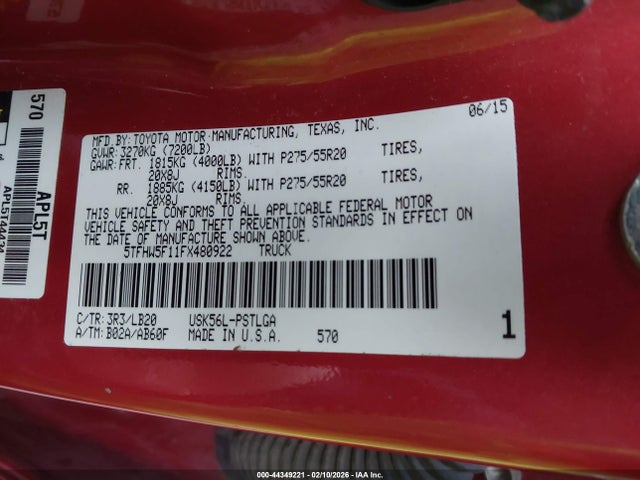 06/15
MFD.BY:TOYOTA MOTOR MANUFACTURING, TEXAS, INC.
GVWR:3270KG (7200LB)
GAWR:FRT. 1815KG (4000LB) WITH P275/55R20 TIRES,
20X8J RIMS.
RR. 1885KG (4150LB) WITH P275/55R20 TIRES,
20X8J RIMS.
THIS VEHICLE CONFORMS TO ALL APPLICABLE FEDERAL MOTOR
VEHICLE SAFETY AND THEFT PREVENTION STANDARDS IN EFFECT ON
THE DATE OF MANUFACTURE SHOWN ABOVE.
5TFHW5F11FX480922 TRUCK
C/TR: 3R3/LB20 USK56L-PSTLGA
A/TM: B02A/AB60F MADE IN U.S.A. 570
1
570
APL5T
000-44349221 - 02/10/2026 - IAA Inc.